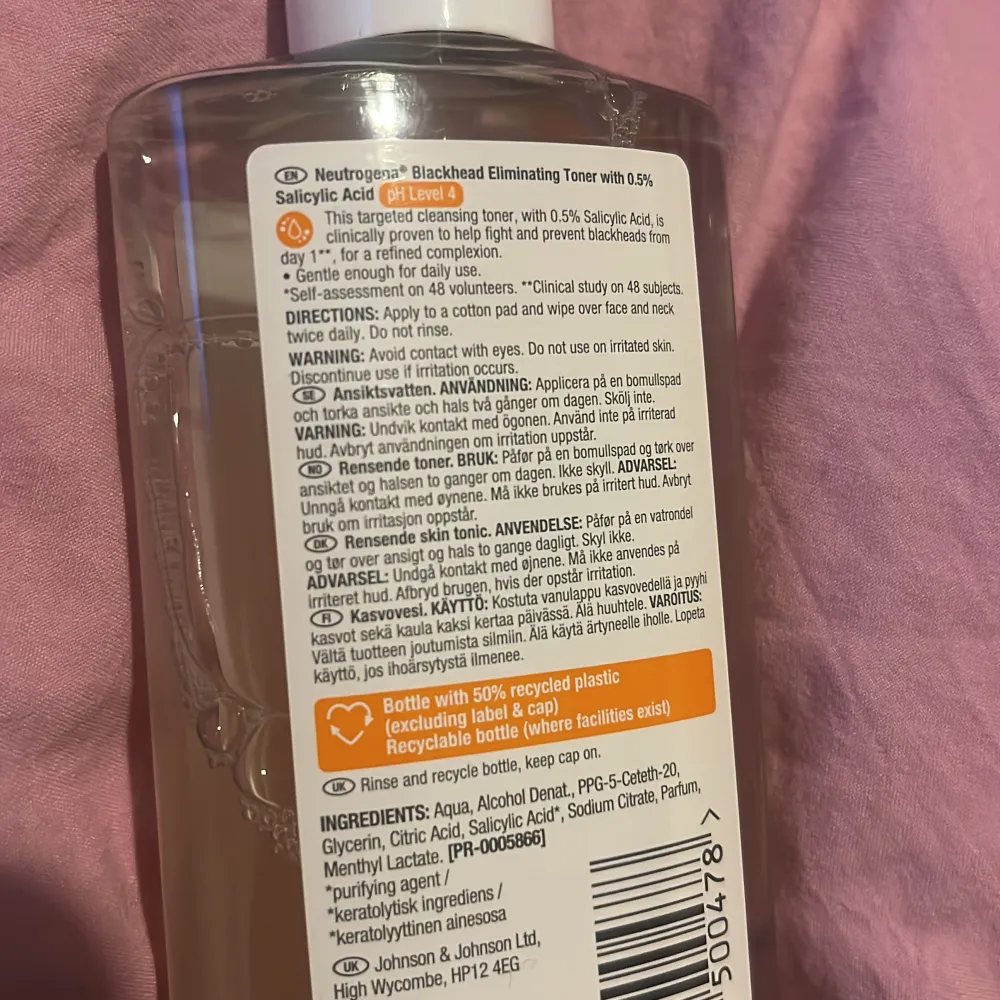 EN Neutrogena® Blackhead Eliminating Toner with 0.5%
Salicylic Acid pH Level 4
This targeted cleansing toner, with 0.5% Salicylic Acid, is
clinically proven to help fight and prevent blackheads from
day 1**, for a refined complexion.
• Gentle enough for daily use.
*Self-assessment on 48 volunteers. **Clinical study on 48 subjects.
DIRECTIONS: Apply to a cotton pad and wipe over face and neck
twice daily. Do not rinse.
WARNING: Avoid contact with eyes. Do not use on irritated skin.
Discontinue use if irritation occurs.
SE Ansiktsvatten. ANVÄNDNING: Applicera på en bomullspad
och torka ansikte och hals två gånger om dagen. Skölj inte.
VARNING: Undvik kontakt med ögonen. Använd inte på irriterad
hud. Avbryt användningen om irritation uppstår.
NO Rensende toner. BRUK: Påfør på en bomullspad og tørk over
ansiktet og halsen to ganger om dagen. Ikke skyll. ADVARSEL:
Unngå kontakt med øynene. Må ikke brukes på irritert hud. Avbryt
bruk om irritasjon oppstår.
DK Rensende skin tonic. ANVENDELSE: Påfør på en vatrondel
og tør over ansigt og hals to gange dagligt. Skyl ikke.
ADVARSEL: Undgå kontakt med øjnene. Må ikke anvendes på
irriteret hud. Afbryd brugen, hvis der opstår irritation.
FI Kasvovesi. KÄYTTÖ: Kostuta vanulappu kasvovedellä ja pyyhi
kasvot sekä kaula kaksi kertaa päivässä. Älä huuhtele. VAROITUS:
Vältä tuotteen joutumista silmiin. Älä käytä ärtyneelle iholle. Lopeta
käyttö, jos ihoärsytystä ilmenee.
Bottle with 50% recycled plastic
(excluding label & cap)
Recyclable bottle (where facilities exist)
UK Rinse and recycle bottle, keep cap on.
INGREDIENTS: Aqua, Alcohol Denat., PPG-5-Ceteth-20,
Glycerin, Citric Acid, Salicylic Acid*, Sodium Citrate, Parfum,
Menthyl Lactate. [PR-0005866]
*purifying agent /
*keratolytisk ingrediens /
*keratolyyttinen ainesosa
UK Johnson & Johnson Ltd,
High Wycombe, HP12 4EG
500478 >